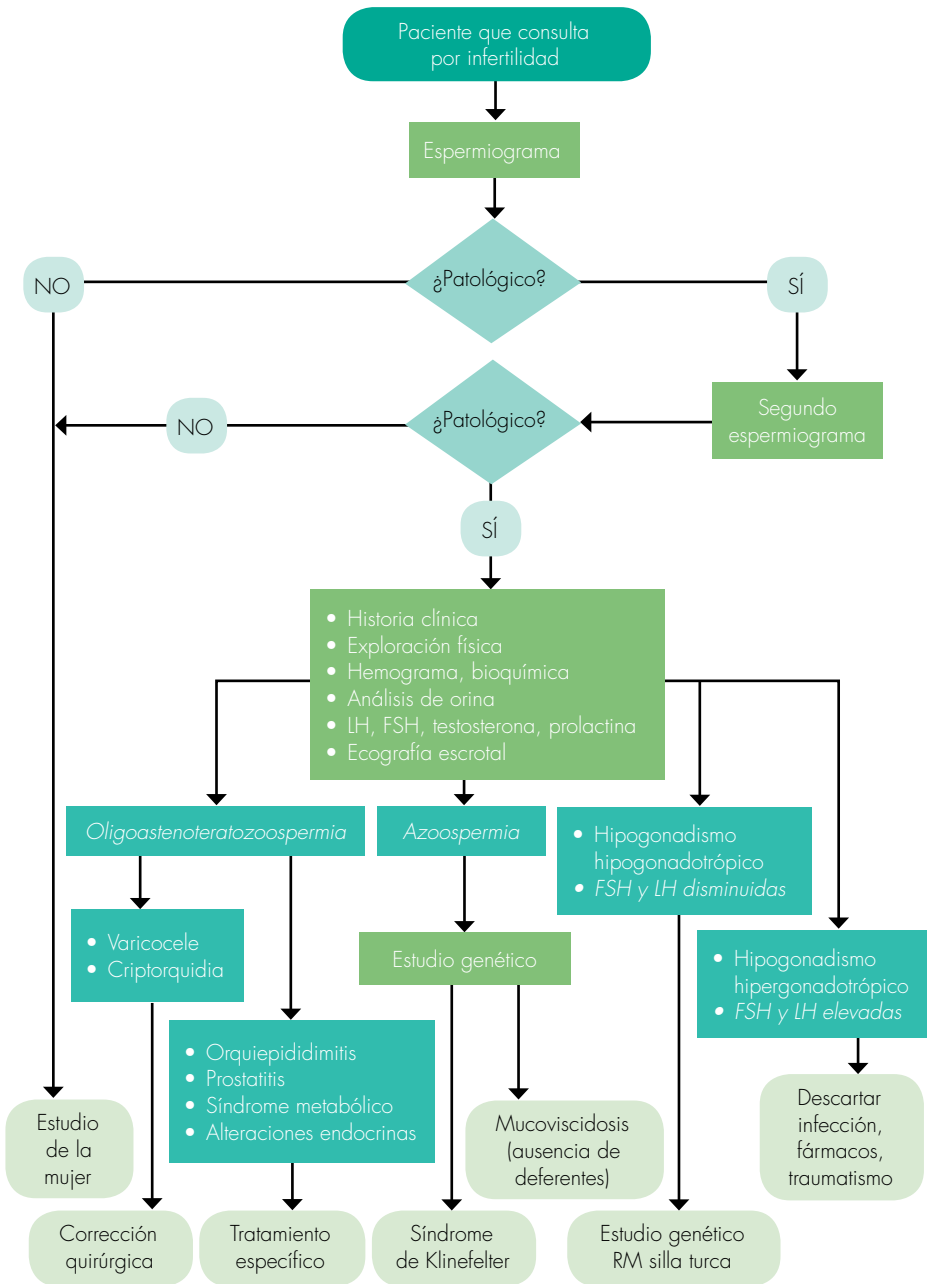 Paciente que consulta
por infertilidad
Espermiograma
¿Patológico?
NO
SÍ
Segundo
espermiograma
¿Patológico?
NO
SÍ
• Historia clínica
• Exploración física
• Hemograma, bioquímica
• Análisis de orina
• LH, FSH, testosterona, prolactina
• Ecografía escrotal
Oligoastenoteratozoospermia
Azoospermia
• Hipogonadismo
hipogonadotrópico
• FSH y LH disminuidas
• Varicocele
• Criptorquidia
Estudio genético
• Hipogonadismo
hipergonadotrópico
• FSH y LH elevadas
• Orquiepididimitis
• Prostatitis
• Síndrome metabólico
• Alteraciones endocrinas
Estudio
de la
mujer
Mucoviscidosis
(ausencia de
deferentes)
Descartar
infección,
fármacos,
traumatismo
Corrección
quirúrgica
Tratamiento
específico
Síndrome
de Klinefelter
Estudio genético
RM silla turca